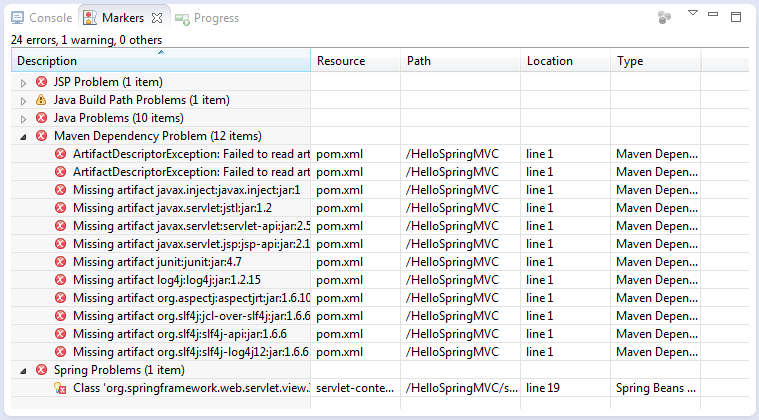 Console Markers Progress
24 errors, 1 warning, 0 others
Description Resource Path Location Type
JSP Problem (1 item)
Java Build Path Problems (1 item)
Java Problems (10 items)
Maven Dependency Problem (12 items)
ArtifactDescriptorException: Failed to read art pom.xml /HelloSpringMVC line 1 Maven Depen...
ArtifactDescriptorException: Failed to read art pom.xml /HelloSpringMVC line 1 Maven Depen...
Missing artifact javax.inject:javax.inject:jar:1 pom.xml /HelloSpringMVC line 1 Maven Depen...
Missing artifact javax.servlet:jstl:jar:1.2 pom.xml /HelloSpringMVC line 1 Maven Depen...
Missing artifact javax.servlet:servlet-api:jar:2.5 pom.xml /HelloSpringMVC line 1 Maven Depen...
Missing artifact javax.servlet.jsp:jsp-api:jar:2.1 pom.xml /HelloSpringMVC line 1 Maven Depen...
Missing artifact junit:junit:jar:4.7 pom.xml /HelloSpringMVC line 1 Maven Depen...
Missing artifact log4j:log4j:jar:1.2.15 pom.xml /HelloSpringMVC line 1 Maven Depen...
Missing artifact org.aspectj:aspectjrt:jar:1.6.10 pom.xml /HelloSpringMVC line 1 Maven Depen...
Missing artifact org.slf4j:jcl-over-slf4j:jar:1.6.6 pom.xml /HelloSpringMVC line 1 Maven Depen...
Missing artifact org.slf4j:slf4j-api:jar:1.6.6 pom.xml /HelloSpringMVC line 1 Maven Depen...
Missing artifact org.slf4j:slf4j-log4j12:jar:1.6.6 pom.xml /HelloSpringMVC line 1 Maven Depen...
Spring Problems (1 item)
Class 'org.springframework.web.servlet.view. servlet-conte... /HelloSpringMVC/s... line 19 Spring Beans ...